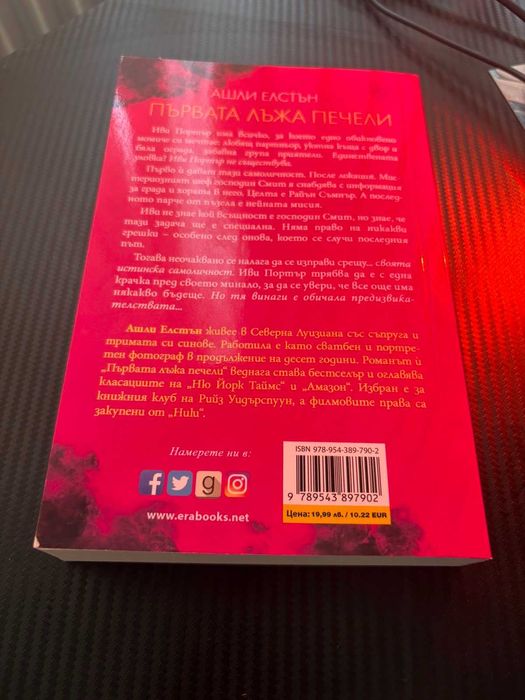 АШЛИ ЕЛСТЪН
ПЪРВАТА ЛЪЖА ПЕЧЕЛИ
Иви Портър има всичко, за което едно обикновено
момиче си мечтае: любящ партньор, уютна къща с двор и
бяла ограда, забавна група приятели. Единствената
уловка? Иви Портър не съществува.
Първо ѝ дават тази самоличност. После локация. Мис-
териозният шеф господин Смит я снабдява с информация
за града и хората в него. Целта е Райън Съмнър. А послед-
ното парче от пъзела е нейната мисия.
Иви не знае кой всъщност е господин Смит, но знае, че
тази задача ще е специална. Няма право на никакви
грешки – особено след онова, което се случи последния
път.
Тогава неочаквано се налага да се изправи срещу... своята
истинска самоличност. Иви Портър трябва да е с една
крачка пред своето минало, за да се увери, че все още има
някакво бъдеще. Но тя винаги е обичала предизвика-
телствата...
Ашли Елстън живее в Северна Луизиана със съпруга и
тримата си синове. Работила е като сватбен и портре-
тен фотограф в продължение на десет години. Романът ѝ
„Първата лъжа печели“ веднага става бестселър и оглавява
класациите на „Ню Йорк Таймс“ и „Амазон“. Избран е за
книжния клуб на Рийз Уидърспуун, а филмовите права са
закупени от „Hulu“.
Намерете ни в:
www.erabooks.net
ISBN 978-954-389-790-2
9 789543 897902
Цена: 19,99 лв. / 10.22 EUR